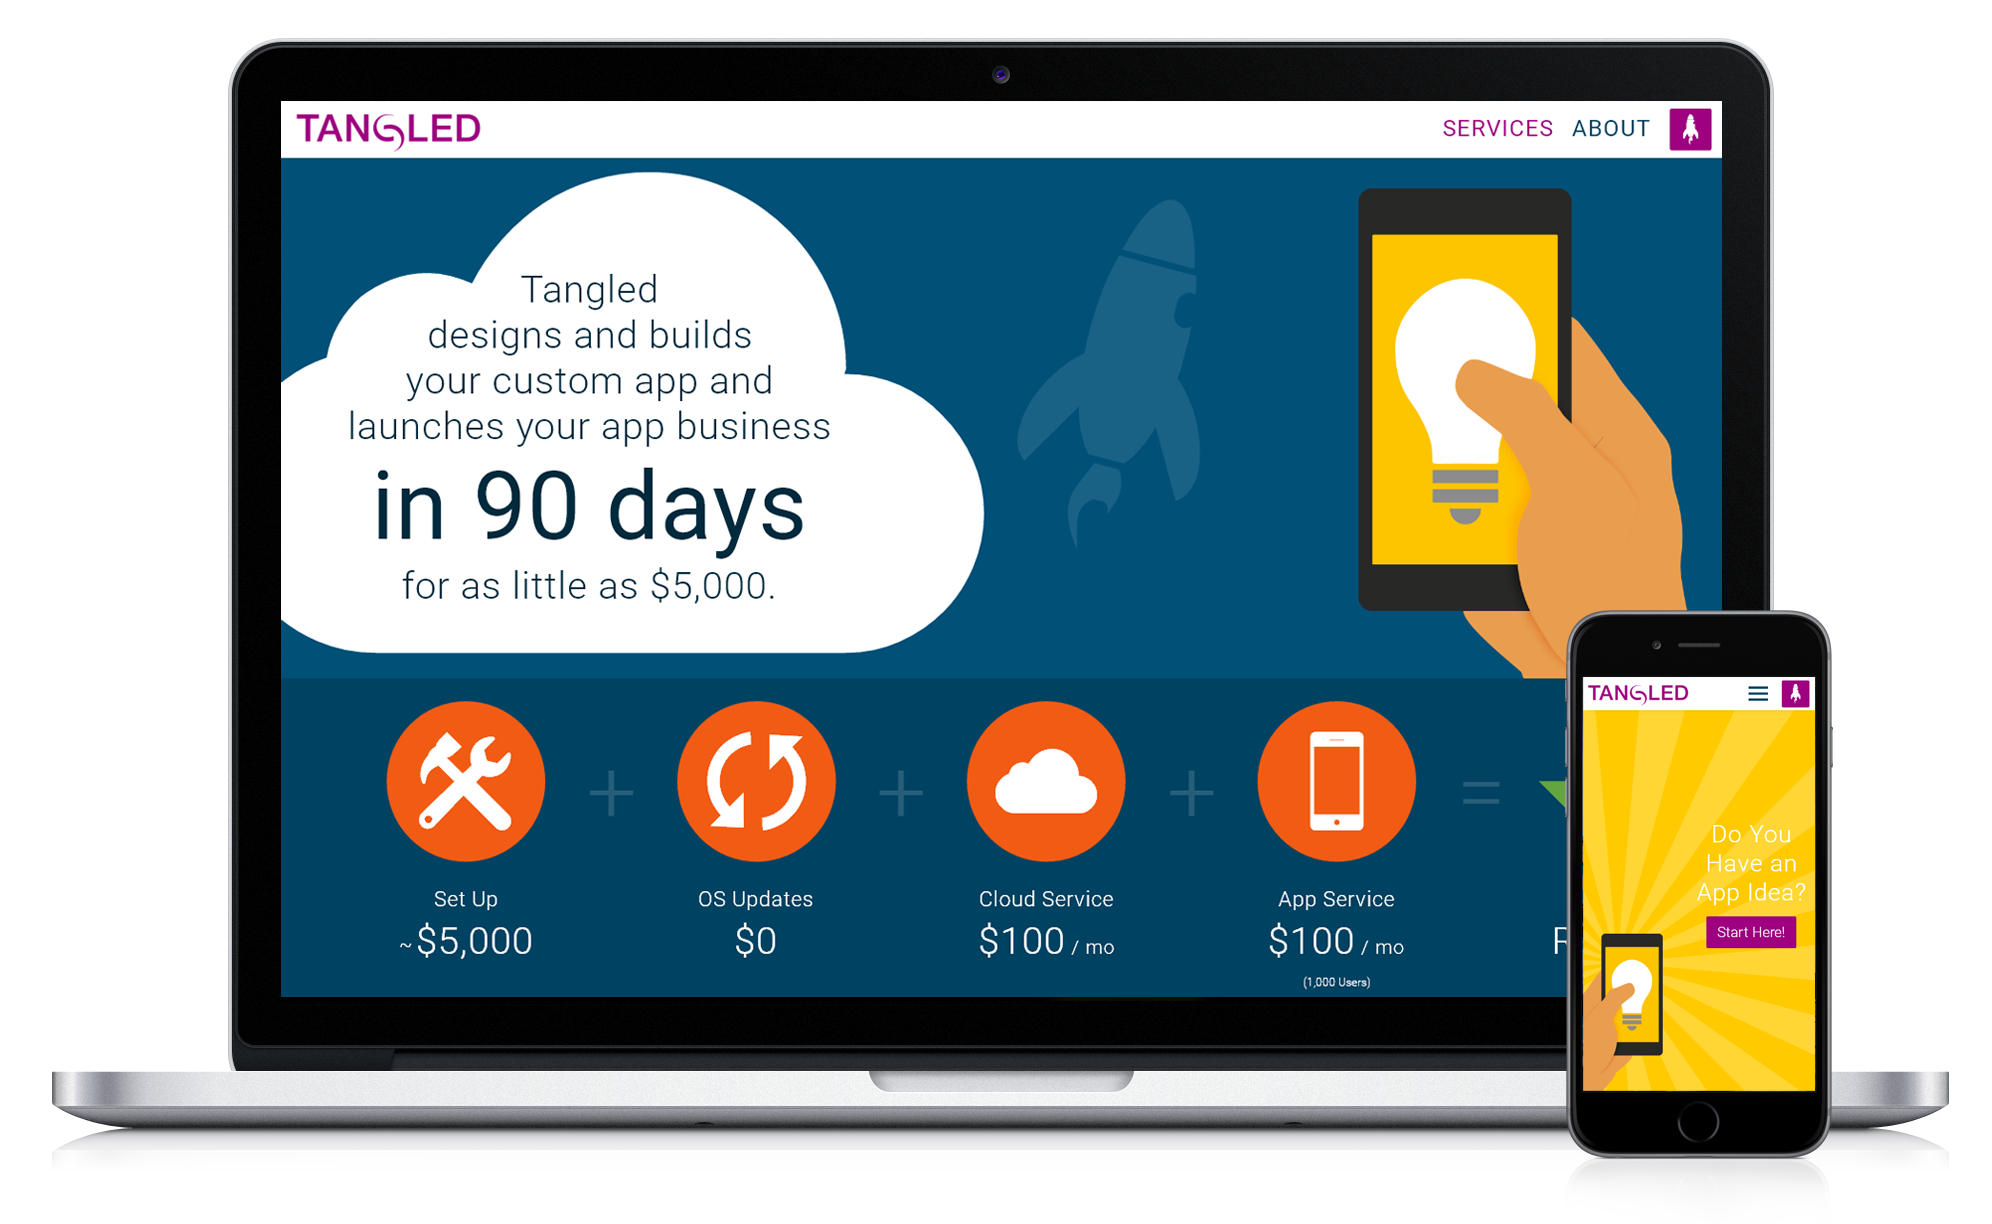 TANGLED
SERVICES ABOUT
Tangled
designs and builds
your custom app and
launches your app business
in 90 days
for as little as $5,000.
Set Up
~$5,000
OS Updates
$0
Cloud Service
$100 / mo
App Service
$100 / mo
(1,000 Users)
R
TANGLED
Do You
Have an
App Idea?
Start Here!